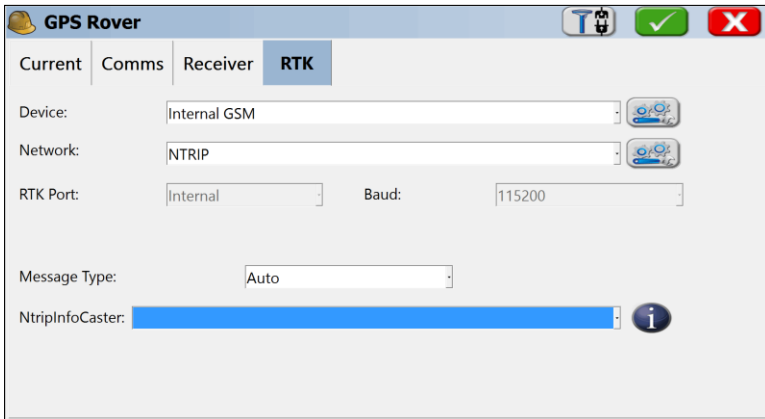 GPS Rover
Current Comms Receiver RTK
Device: Internal GSM
Network: NTRIP
RTK Port: Internal Baud: 115200
Message Type: Auto
NtripInfoCaster: